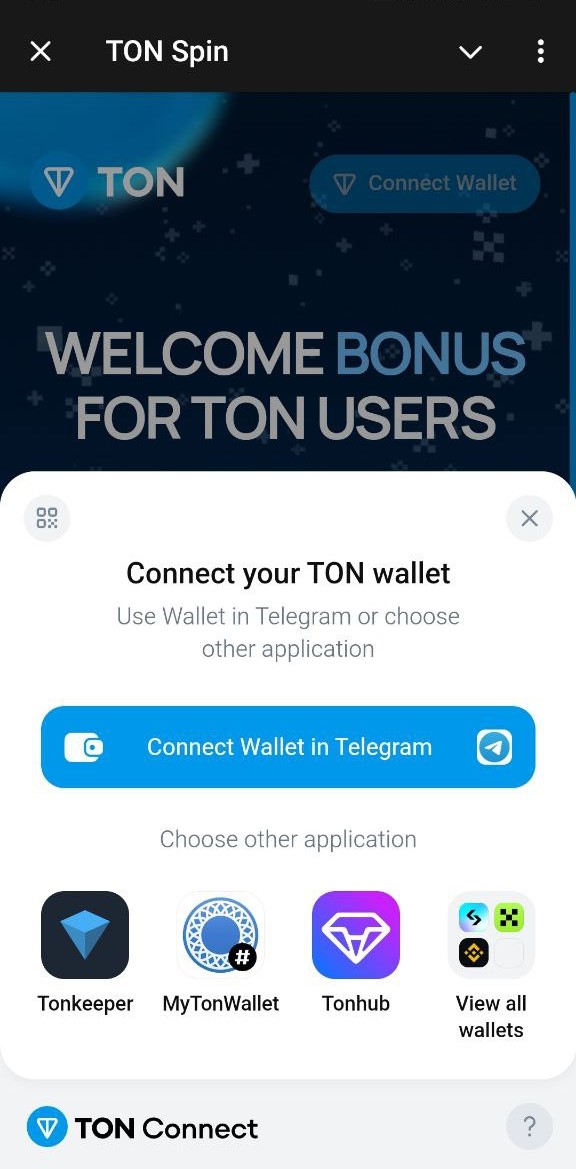 TON Spin
TON
Connect Wallet
WELCOME BONUS
FOR TON USERS
Connect your TON wallet
Use Wallet in Telegram or choose
other application
Connect Wallet in Telegram
Choose other application
Tonkeeper
#
MyTonWallet
Tonhub
View all
wallets
TON Connect
?